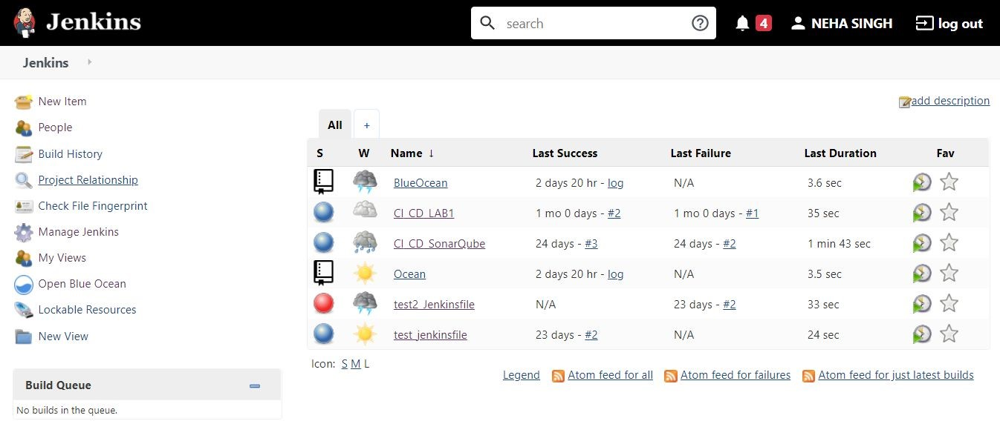 Jenkins
search
4
NEHA SINGH
log out
Jenkins
New Item
People
Build History
Project Relationship
Check File Fingerprint
Manage Jenkins
My Views
Open Blue Ocean
Lockable Resources
New View
Build Queue
No builds in the queue.
add description
All +
S W Name ↓ Last Success Last Failure Last Duration Fav
BlueOcean 2 days 20 hr - log N/A 3.6 sec
CI_CD_LAB1 1 mo 0 days - #2 1 mo 0 days - #1 35 sec
CI_CD_SonarQube 24 days - #3 24 days - #2 1 min 43 sec
Ocean 2 days 20 hr - log N/A 3.5 sec
test2_Jenkinsfile N/A 23 days - #2 33 sec
test_jenkinsfile 23 days - #2 N/A 24 sec
Icon: S M L
Legend Atom feed for all Atom feed for failures Atom feed for just latest builds